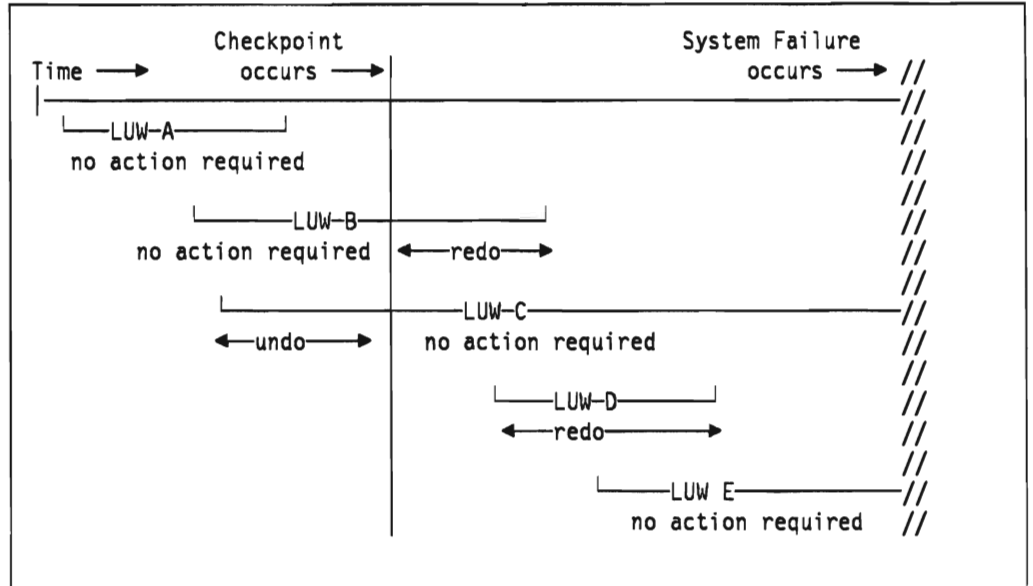 Checkpoint
System Failure
Time
occurs
occurs
LUW-A
no action required
LUW-B
no action required
redo
LUW-C
undo
no action required
LUW-D
redo
LUW E
no action required